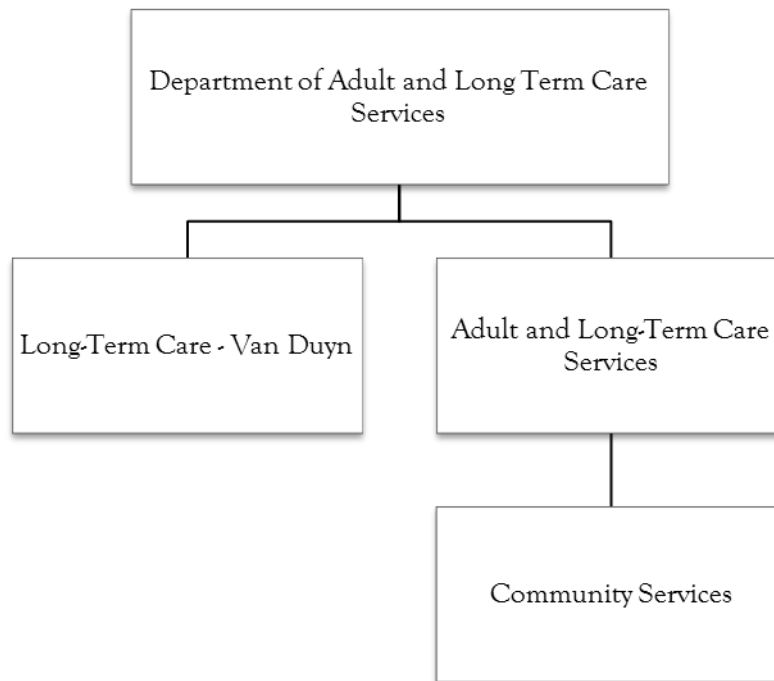 Department of Adult and Long Term Care
Services
Long-Term Care - Van Duyn
Adult and Long-Term Care
Services
Community Services